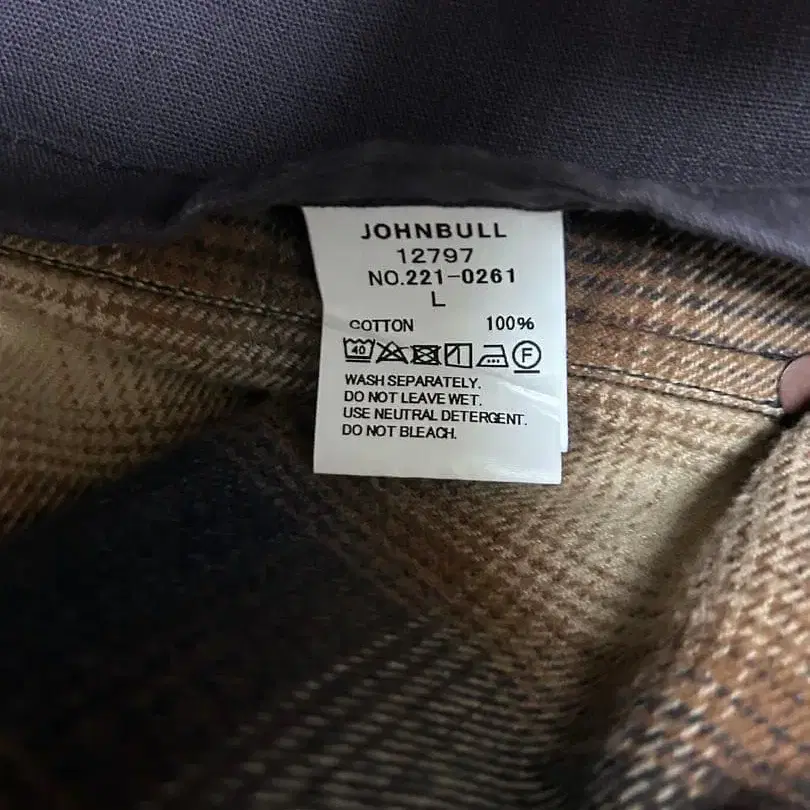 JOHNBULL
12797
NO.221-0261
L
COTTON 100%
40 F
WASH SEPARATELY.
DO NOT LEAVE WET.
USE NEUTRAL DETERGENT.
DO NOT BLEACH.